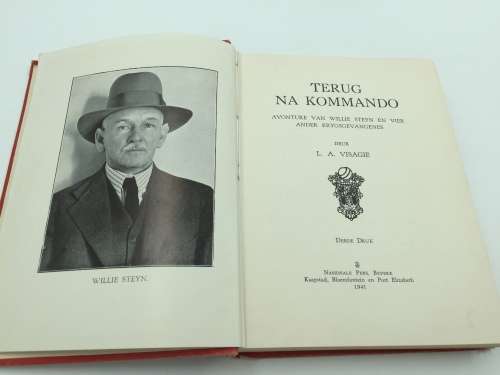 WILLIE STEYN.
TERUG
NA KOMMANDO
AVONTURE VAN WILLIE STEYN EN VIER
ANDER KRYGSGEVANGENES
DEUR
L. A. VISAGIE
DERDE DRUK
NASIONALE PERS, BEPERK
Kaapstad, Bloemfontein en Port Elizabeth
1941